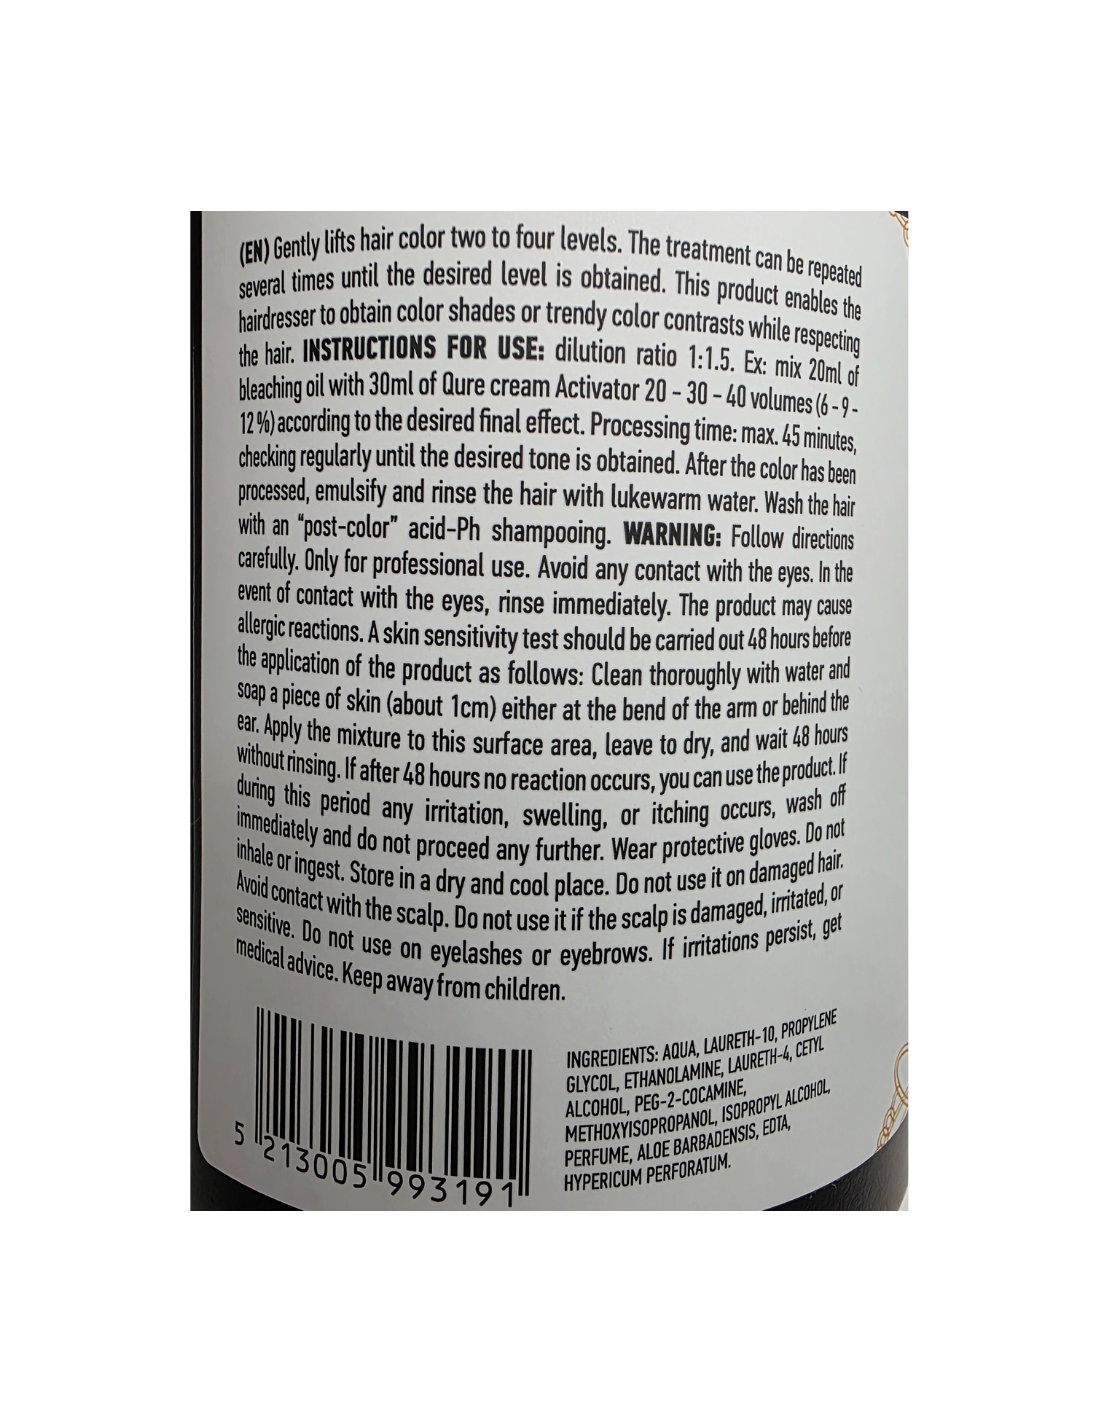 (EN) Gently lifts hair color two to four levels. The treatment can be repeated
several times until the desired level is obtained. This product enables the
hairdresser to obtain color shades or trendy color contrasts while respecting
the hair. INSTRUCTIONS FOR USE: dilution ratio 1:1.5. Ex: mix 20ml of
bleaching oil with 30ml of Qure cream Activator 20 - 30 - 40 volumes (6 - 9 -
12 %) according to the desired final effect. Processing time: max. 45 minutes,
checking regularly until the desired tone is obtained. After the color has been
processed, emulsify and rinse the hair with lukewarm water. Wash the hair
with an “post-color” acid-Ph shampooing. WARNING: Follow directions
carefully. Only for professional use. Avoid any contact with the eyes. In the
event of contact with the eyes, rinse immediately. The product may cause
allergic reactions. A skin sensitivity test should be carried out 48 hours before
the application of the product as follows: Clean thoroughly with water and
soap a piece of skin (about 1cm) either at the bend of the arm or behind the
ear. Apply the mixture to this surface area, leave to dry, and wait 48 hours
without rinsing. If after 48 hours no reaction occurs, you can use the product. If
during this period any irritation, swelling, or itching occurs, wash off
immediately and do not proceed any further. Wear protective gloves. Do not
inhale or ingest. Store in a dry and cool place. Do not use it on damaged hair.
Avoid contact with the scalp. Do not use it if the scalp is damaged, irritated, or
sensitive. Do not use on eyelashes or eyebrows. If irritations persist, get
medical advice. Keep away from children.
5 213005 993191
INGREDIENTS: AQUA, LAURETH-10, PROPYLENE
GLYCOL, ETHANOLAMINE, LAURETH-4, CETYL
ALCOHOL, PEG-2-COCAMINE,
METHOXYISOPROPANOL, ISOPROPYL ALCOHOL,
PERFUME, ALOE BARBADENSIS, EDTA,
HYPERICUM PERFORATUM.